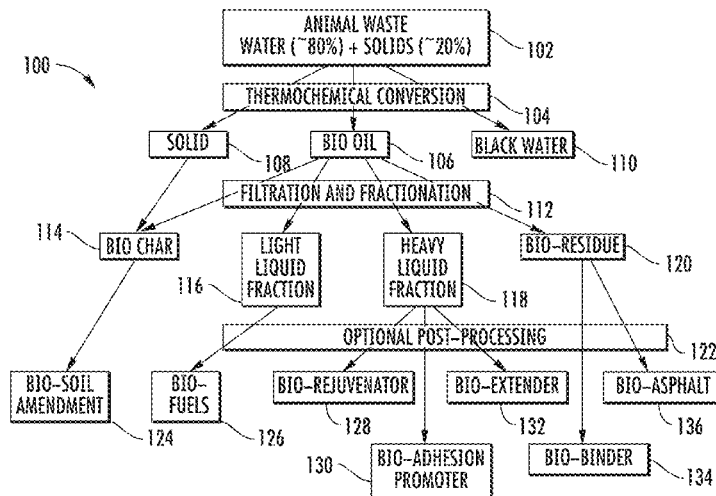 100
ANIMAL WASTE
WATER (~80%) + SOLIDS (~20%)
102
THERMOCHEMICAL CONVERSION
104
SOLID
108
BIO OIL
106
BLACK WATER
110
FILTRATION AND FRACTIONATION
112
114
BIO CHAR
116
LIGHT
LIQUID
FRACTION
HEAVY
LIQUID
FRACTION
118
BIO-RESIDUE
120
OPTIONAL POST-PROCESSING
122
BIO-SOIL
AMENDMENT
124
BIO-
FUELS
126
BIO-REJUVENATOR
128
BIO-EXTENDER
132
BIO-ASPHALT
136
130
BIO-ADHESION
PROMOTER
BIO-BINDER
134